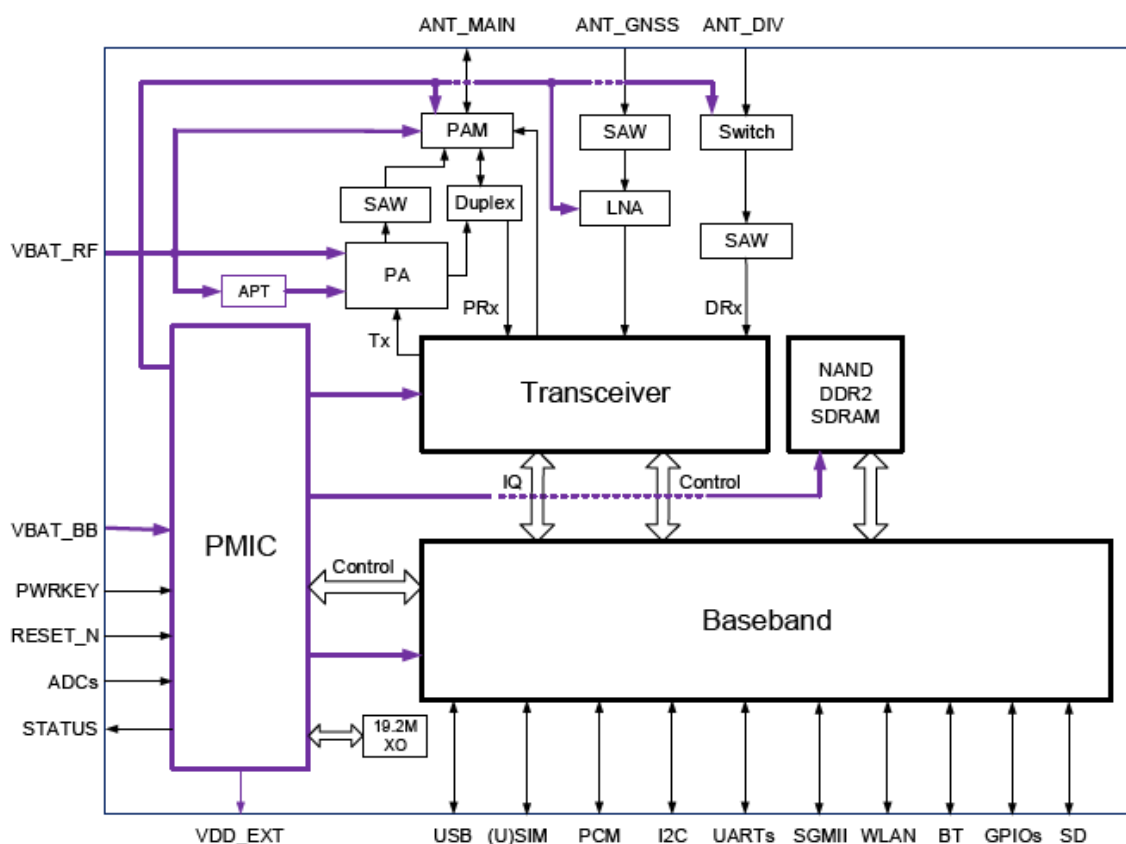 ANT_MAIN
ANT_GNSS
ANT_DIV
PAM
SAW
Switch
SAW
Duplex
LNA
SAW
VBAT_RF
PA
APT
PRx
DRx
Tx
Transceiver
NAND
DDR2
SDRAM
IQ
Control
VBAT_BB
PMIC
Control
PWRKEY
Baseband
RESET_N
ADCs
STATUS
19.2M
XO
VDD_EXT
USB
(U)SIM
PCM
I2C
UARTs
SGMII
WLAN
BT
GPIOs
SD